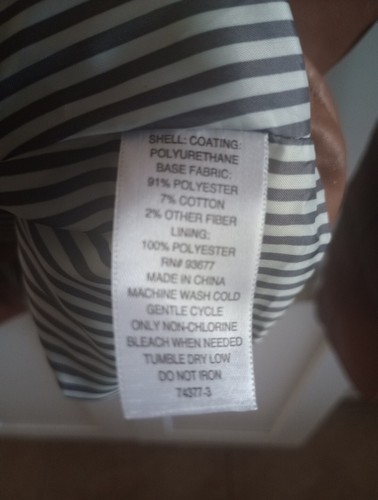 SHELL: COATING:
POLYURETHANE
BASE FABRIC:
91% POLYESTER
7% COTTON
2% OTHER FIBER
LINING:
100% POLYESTER
RN# 93677
MADE IN CHINA
MACHINE WASH COLD
GENTLE CYCLE
ONLY NON-CHLORINE
BLEACH WHEN NEEDED
TUMBLE DRY LOW
DO NOT IRON
74377-3